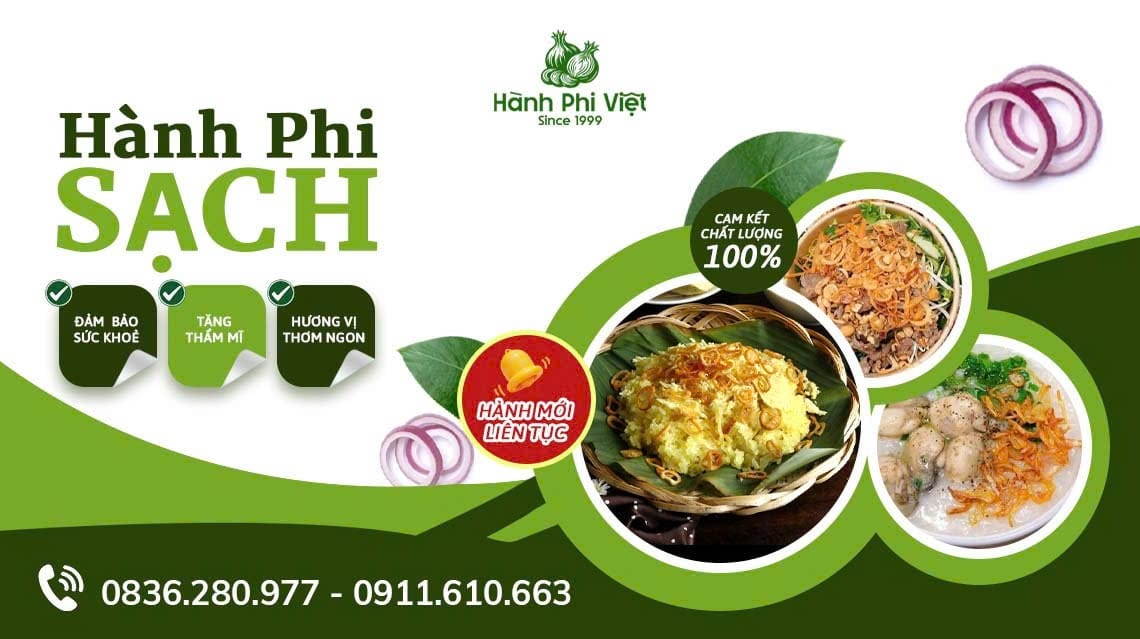 Hành Phi Việt
Since 1999
Hành Phi
SẠCH
ĐẢM BẢO
SỨC KHOẺ
TĂNG
THẨM MĨ
HƯƠNG VỊ
THƠM NGON
CAM KẾT
CHẤT LƯỢNG
100%
HÀNH MỚI
LIÊN TỤC
0836.280.977 - 0911.610.663